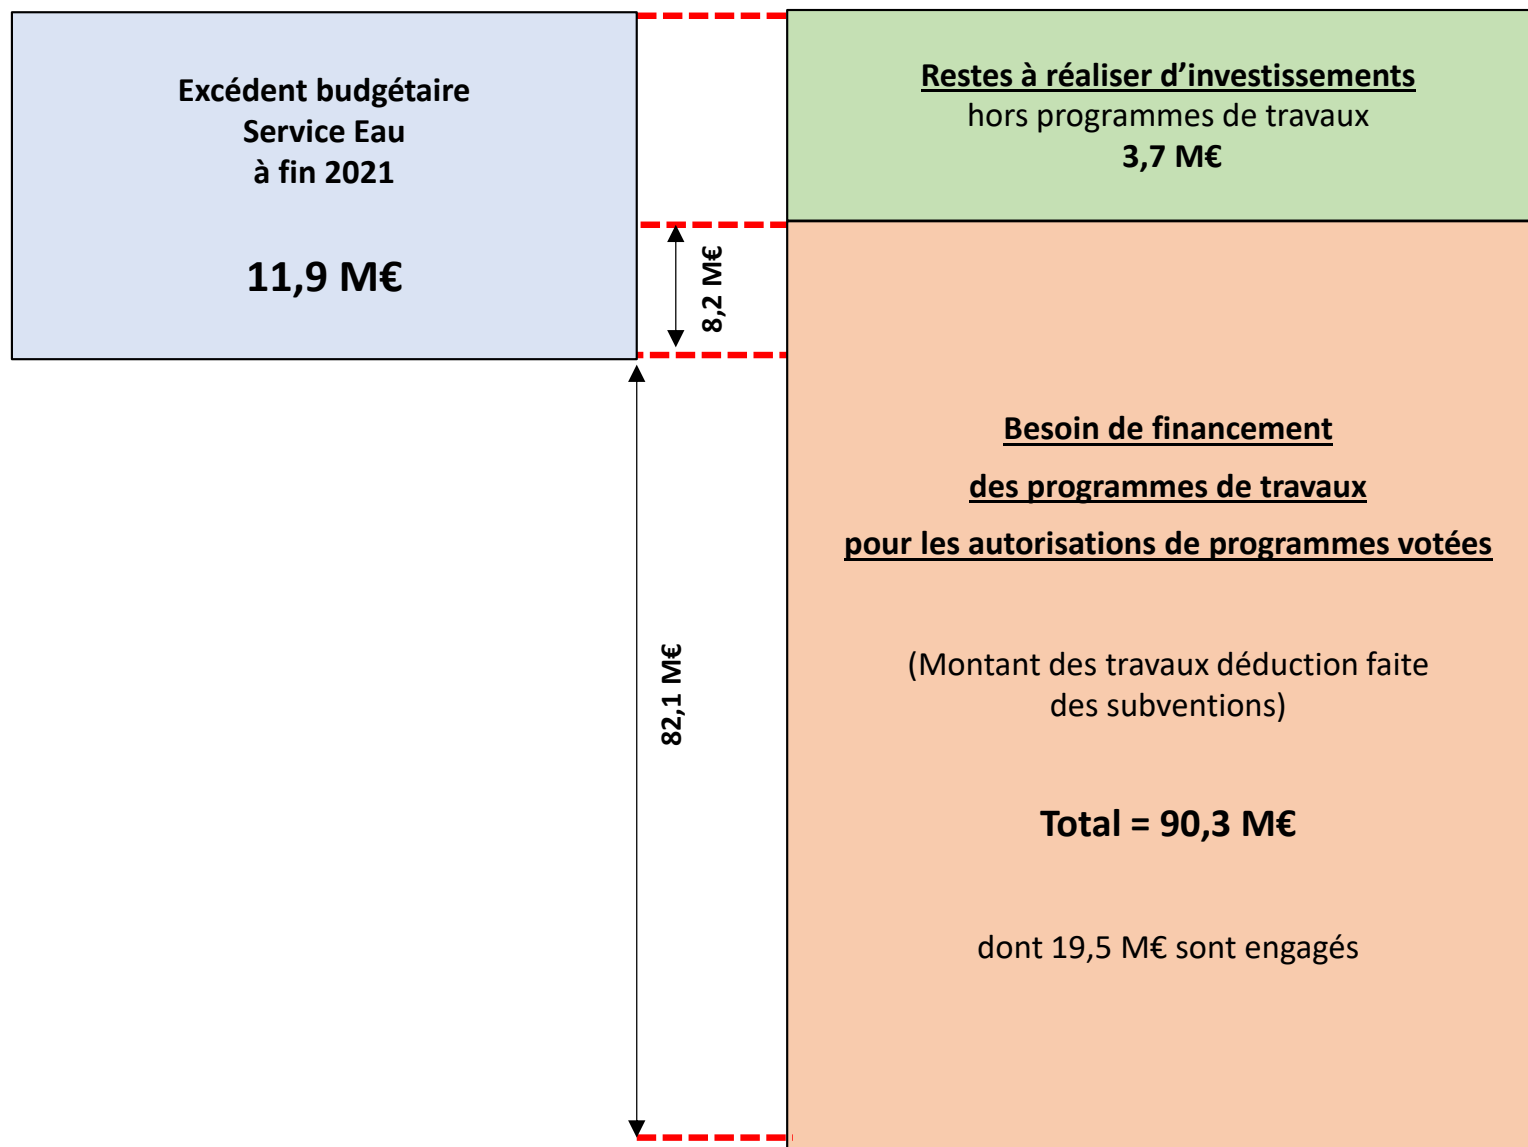 Excédent budgétaire
Service Eau
à fin 2021
11,9 M€
8,2 M€
82,1 M€
Restes à réaliser d’investissements
hors programmes de travaux
3,7 M€
Besoin de financement
des programmes de travaux
pour les autorisations de programmes votées
(Montant des travaux déduction faite
des subventions)
Total = 90,3 M€
dont 19,5 M€ sont engagés